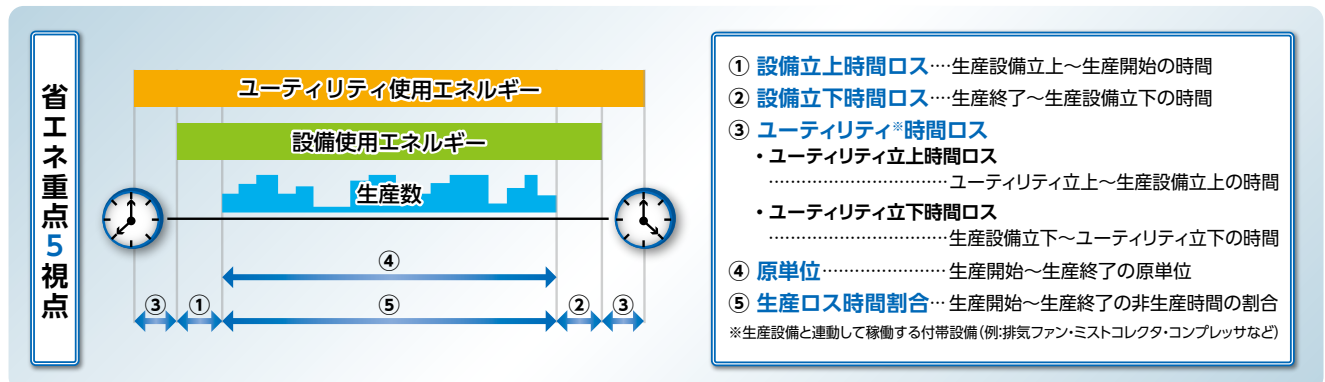 省エネ重点5視点
ユーティリティ使用エネルギー
設備使用エネルギー
生産数
④
③ ① ⑤ ② ③
① 設備立上時間ロス‥‥生産設備立上～生産開始の時間
② 設備立下時間ロス‥‥生産終了～生産設備立下の時間
③ ユーティリティ※時間ロス
・ユーティリティ立上時間ロス
‥‥‥‥‥‥‥‥‥‥‥‥ユーティリティ立上～生産設備立上の時間
・ユーティリティ立下時間ロス
‥‥‥‥‥‥‥‥‥‥‥‥生産設備立下～ユーティリティ立下の時間
④ 原単位‥‥‥‥‥‥‥‥生産開始～生産終了の原単位
⑤ 生産ロス時間割合‥‥生産開始～生産終了の非生産時間の割合
※生産設備と連動して稼働する付帯設備(例:排気ファン・ミストコレクタ・コンプレッサなど)